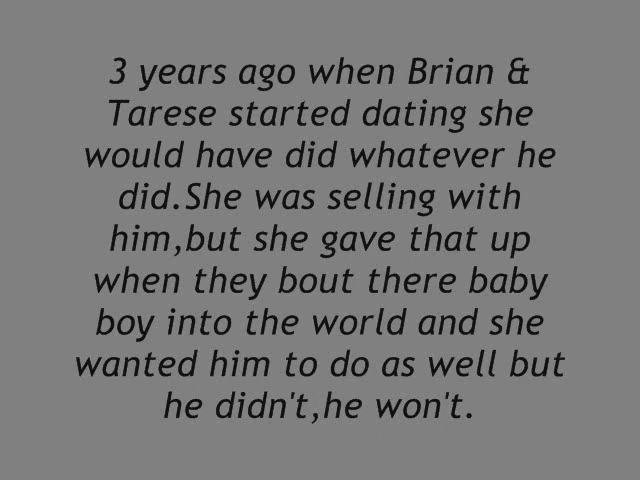 3 years ago when Brian &
Tarese started dating she
would have did whatever he
did.She was selling with
him,but she gave that up
when they bout there baby
boy into the world and she
wanted him to do as well but
he didn't,he won't.